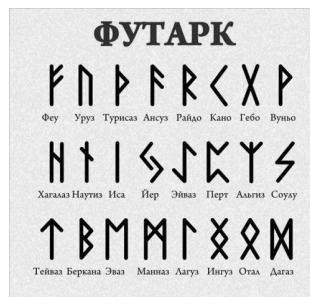 ФУТАРК
ᚠ ᚢ ᚦ ᚨ ᚱ ᚲ ᚷ ᚹ
Феу Уруз Турисаз Ансуз Райдо Кано Гебо Вуньо
ᚺ ᚾ ᛁ ᛃ ᛇ ᛈ ᛉ ᛊ
Хагалаз Наутиз Иса Йер Эйваз Перт Альгиз Соулу
ᛏ ᛒ ᛖ ᛗ ᛚ ᛝ ᛟ ᛞ
Тейваз Беркана Эваз Манназ Лагуз Ингуз Отал Дагаз